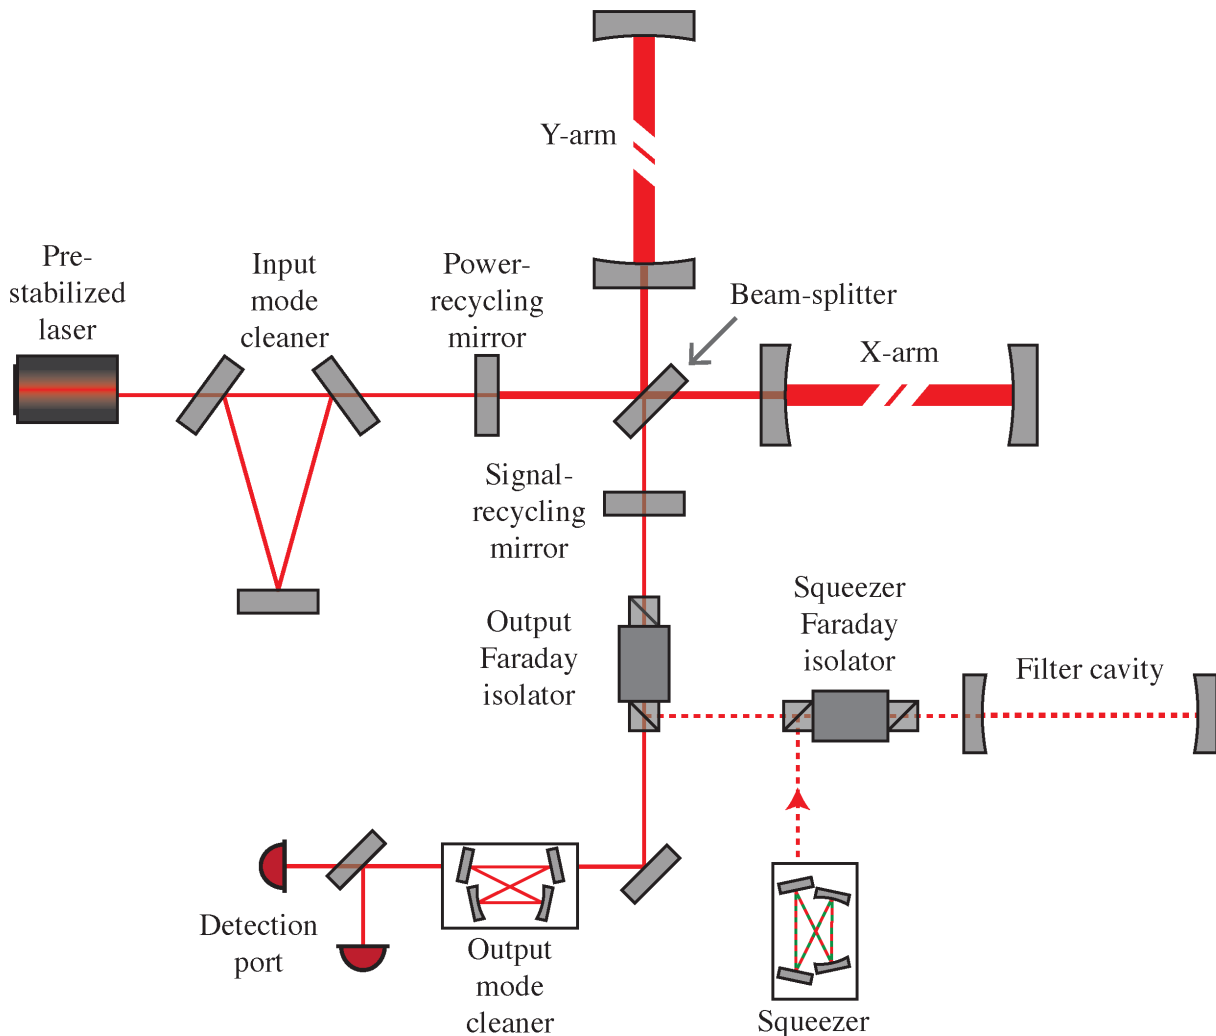 Y-arm
Pre-
stabilized
laser
Input
mode
cleaner
Power-
recycling
mirror
Beam-splitter
X-arm
Signal-
recycling
mirror
Output
Faraday
isolator
Squeezer
Faraday
isolator
Filter cavity
Detection
port
Output
mode
cleaner
Squeezer